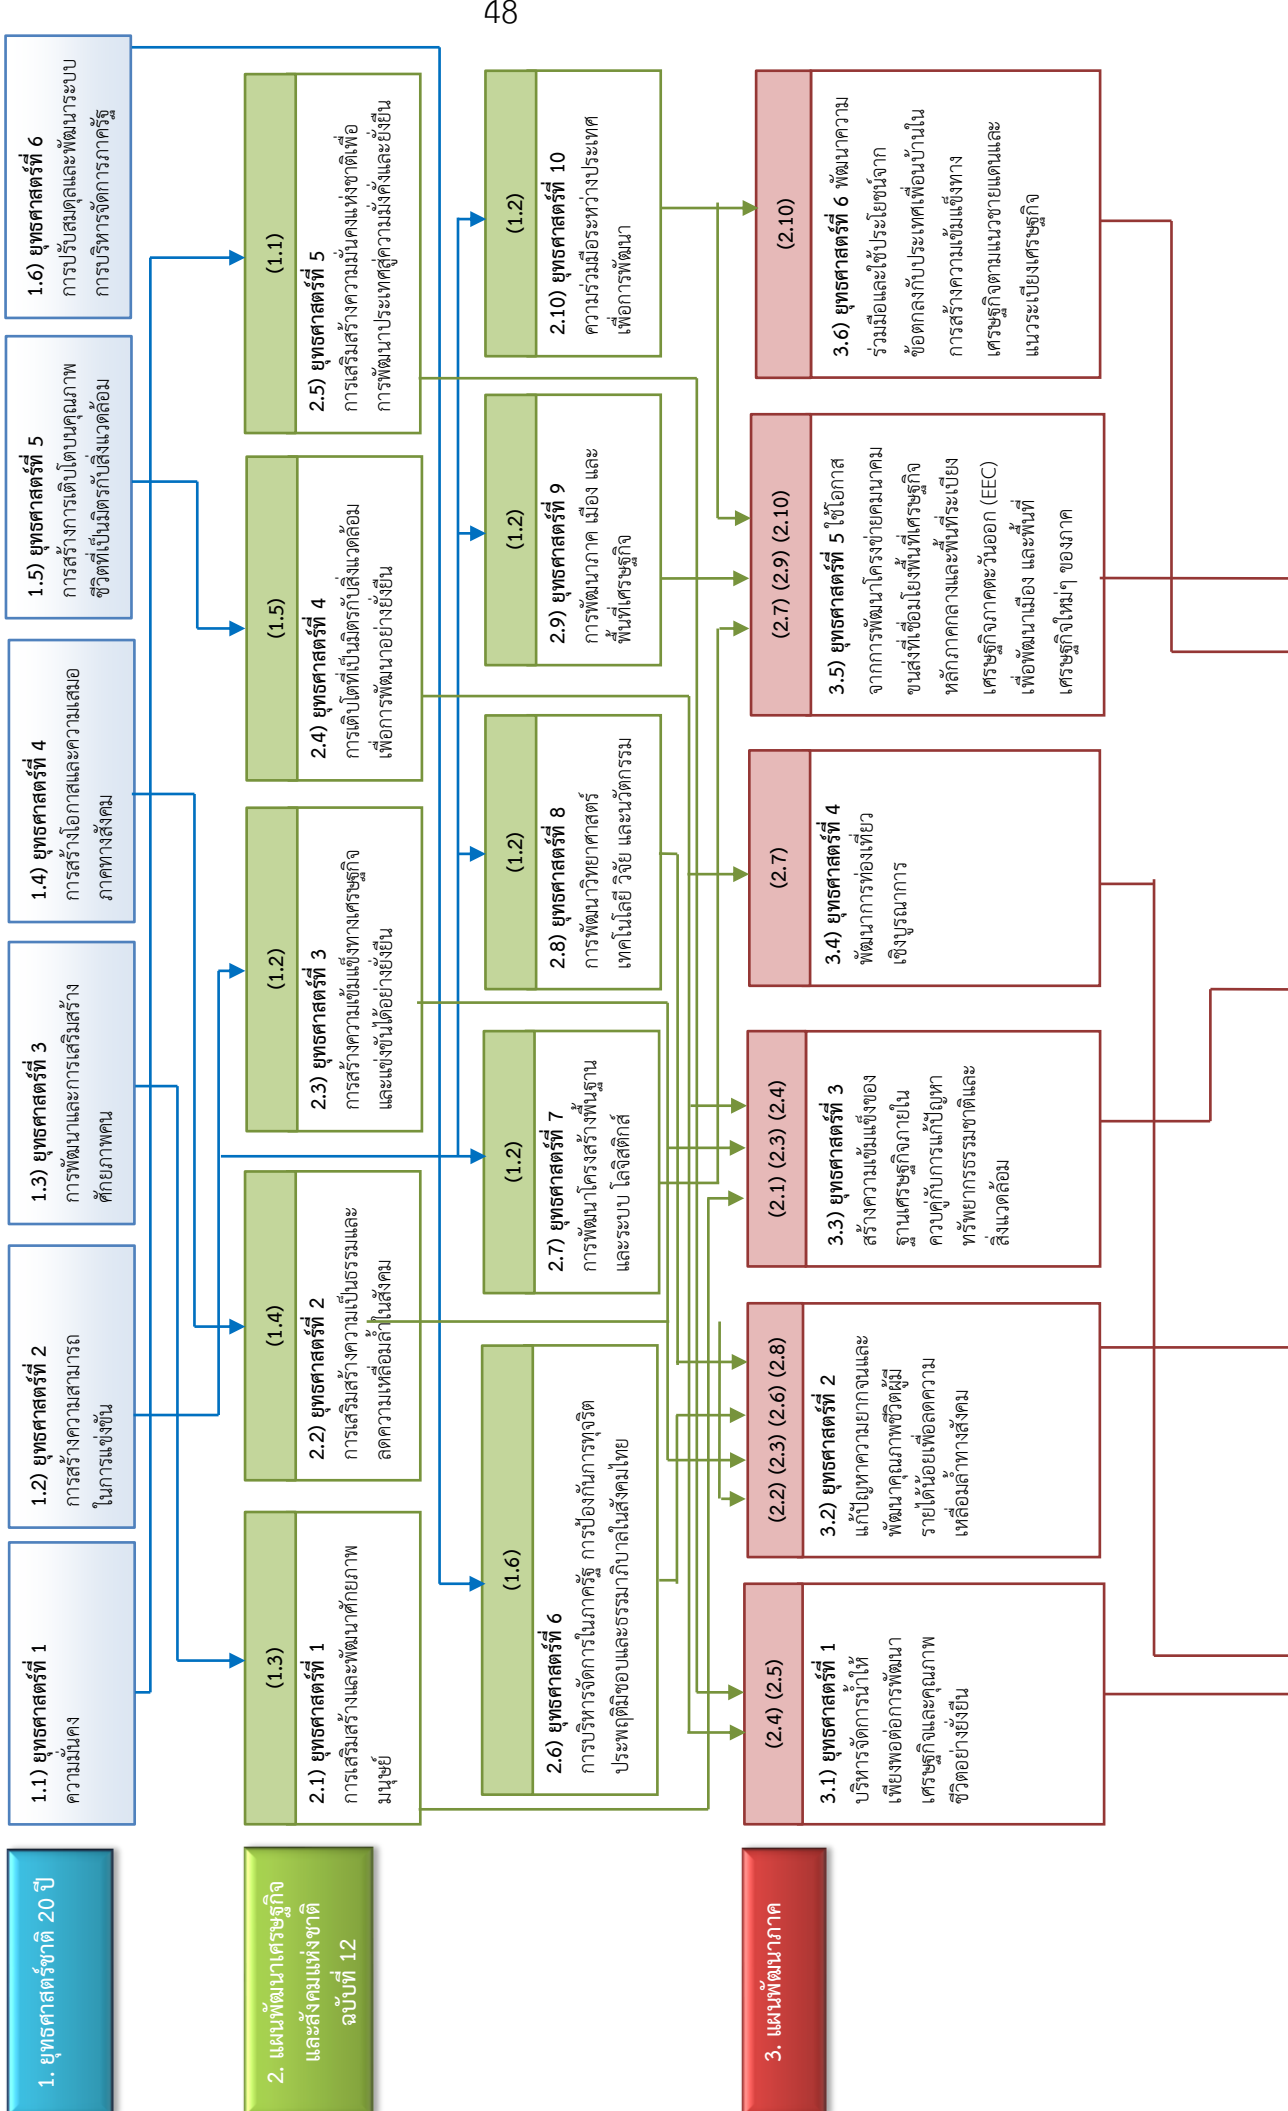 48
1. ยุทธศาสตร์ชาติ 20 ปี
1.1) ยุทธศาสตร์ที่ 1
ความมั่นคง
1.2) ยุทธศาสตร์ที่ 2
การสร้างความสามารถ
ในการแข่งขัน
1.3) ยุทธศาสตร์ที่ 3
การพัฒนาและการเสริมสร้าง
ศักยภาพคน
1.4) ยุทธศาสตร์ที่ 4
การสร้างโอกาสและความเสมอ
ภาคทางสังคม
1.5) ยุทธศาสตร์ที่ 5
การสร้างการเติบโตบนคุณภาพ
ชีวิตที่เป็นมิตรกับสิ่งแวดล้อม
1.6) ยุทธศาสตร์ที่ 6
การปรับสมดุลและพัฒนาระบบ
การบริหารจัดการภาครัฐ
2. แผนพัฒนาเศรษฐกิจ
และสังคมแห่งชาติ
ฉบับที่ 12
(1.3)
2.1) ยุทธศาสตร์ที่ 1
การเสริมสร้างและพัฒนาศักยภาพ
มนุษย์
(1.4)
2.2) ยุทธศาสตร์ที่ 2
การเสริมสร้างความเป็นธรรมและ
ลดความเหลื่อมล้ำในสังคม
(1.2)
2.3) ยุทธศาสตร์ที่ 3
การสร้างความเข้มแข็งทางเศรษฐกิจ
และแข่งขันได้อย่างยั่งยืน
(1.5)
2.4) ยุทธศาสตร์ที่ 4
การเติบโตที่เป็นมิตรกับสิ่งแวดล้อม
เพื่อการพัฒนาอย่างยั่งยืน
(1.1)
2.5) ยุทธศาสตร์ที่ 5
การเสริมสร้างความมั่นคงแห่งชาติเพื่อ
การพัฒนาประเทศสู่ความมั่งคั่งและยั่งยืน
(1.6)
2.6) ยุทธศาสตร์ที่ 6
การบริหารจัดการในภาครัฐ การป้องกันการทุจริต
ประพฤติมิชอบและธรรมาภิบาลในสังคมไทย
(1.2)
2.7) ยุทธศาสตร์ที่ 7
การพัฒนาโครงสร้างพื้นฐาน
และระบบ โลจิสติกส์
(1.2)
2.8) ยุทธศาสตร์ที่ 8
การพัฒนาวิทยาศาสตร์
เทคโนโลยี วิจัย และนวัตกรรม
(1.2)
2.9) ยุทธศาสตร์ที่ 9
การพัฒนาภาค เมือง และ
พื้นที่เศรษฐกิจ
(1.2)
2.10) ยุทธศาสตร์ที่ 10
ความร่วมมือระหว่างประเทศ
เพื่อการพัฒนา
3. แผนพัฒนาภาค
(2.4) (2.5)
3.1) ยุทธศาสตร์ที่ 1
บริหารจัดการน้ำให้
เพียงพอต่อการพัฒนา
เศรษฐกิจและคุณภาพ
ชีวิตอย่างยั่งยืน
(2.2) (2.3) (2.6) (2.8)
3.2) ยุทธศาสตร์ที่ 2
แก้ปัญหาความยากจนและ
พัฒนาคุณภาพชีวิตผู้มี
รายได้น้อยเพื่อลดความ
เหลื่อมล้ำทางสังคม
(2.1) (2.3) (2.4)
3.3) ยุทธศาสตร์ที่ 3
สร้างความเข้มแข็งของ
ฐานเศรษฐกิจภายใน
ควบคู่กับการแก้ปัญหา
ทรัพยากรธรรมชาติและ
สิ่งแวดล้อม
(2.7)
3.4) ยุทธศาสตร์ที่ 4
พัฒนาการท่องเที่ยว
เชิงบูรณาการ
(2.7) (2.9) (2.10)
3.5) ยุทธศาสตร์ที่ 5 ใช้โอกาส
จากการพัฒนาโครงข่ายคมนาคม
ขนส่งที่เชื่อมโยงพื้นที่เศรษฐกิจ
หลักภาคกลางและพื้นที่ระเบียง
เศรษฐกิจภาคตะวันออก (EEC)
เพื่อพัฒนาเมือง และพื้นที่
เศรษฐกิจใหม่ๆ ของภาค
(2.10)
3.6) ยุทธศาสตร์ที่ 6 พัฒนาความ
ร่วมมือและใช้ประโยชน์จาก
ข้อตกลงกับประเทศเพื่อนบ้านใน
การสร้างความเข้มแข็งทาง
เศรษฐกิจตามแนวชายแดนและ
แนวระเบียงเศรษฐกิจ